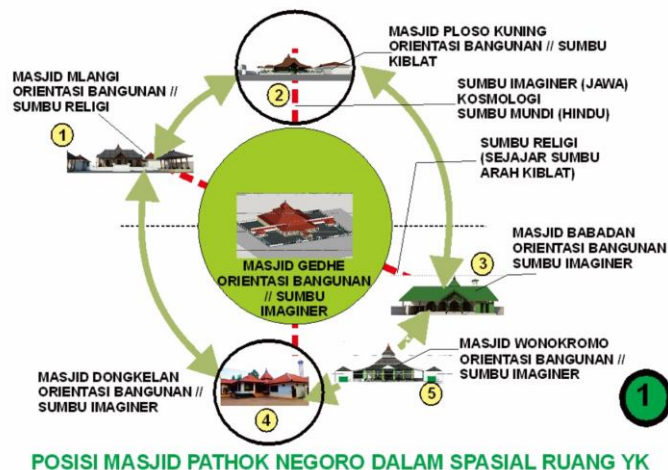 MASJID PLOSO KUNING
ORIENTASI BANGUNAN // SUMBU
KIBLAT
2
MASJID MLANGI
ORIENTASI BANGUNAN //
SUMBU RELIGI
1
SUMBU IMAGINER (JAWA)
KOSMOLOGI
SUMBU MUNDI (HINDU)
SUMBU RELIGI
(SEJAJAR SUMBU
ARAH KIBLAT)
MASJID GEDHE
ORIENTASI BANGUNAN
// SUMBU
IMAGINER
3
MASJID BABADAN
ORIENTASI BANGUNAN
SUMBU IMAGINER
MASJID WONOKROMO
ORIENTASI BANGUNAN //
SUMBU IMAGINER
5
MASJID DONGKELAN
ORIENTASI BANGUNAN //
SUMBU IMAGINER
4
1
POSISI MASJID PATHOK NEGORO DALAM SPASIAL RUANG YK